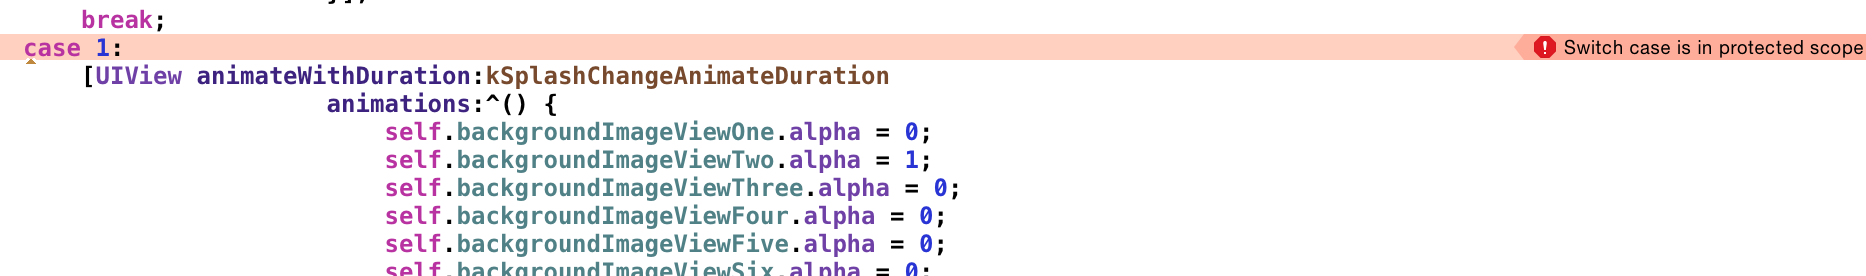 break;
case 1:
Switch case is in protected scope
[UIView animateWithDuration:kSplashChangeAnimateDuration
animations:^() {
self.backgroundImageViewOne.alpha = 0;
self.backgroundImageViewTwo.alpha = 1;
self.backgroundImageViewThree.alpha = 0;
self.backgroundImageViewFour.alpha = 0;
self.backgroundImageViewFive.alpha = 0;
self.backgroundImageViewSix.alpha = 0;